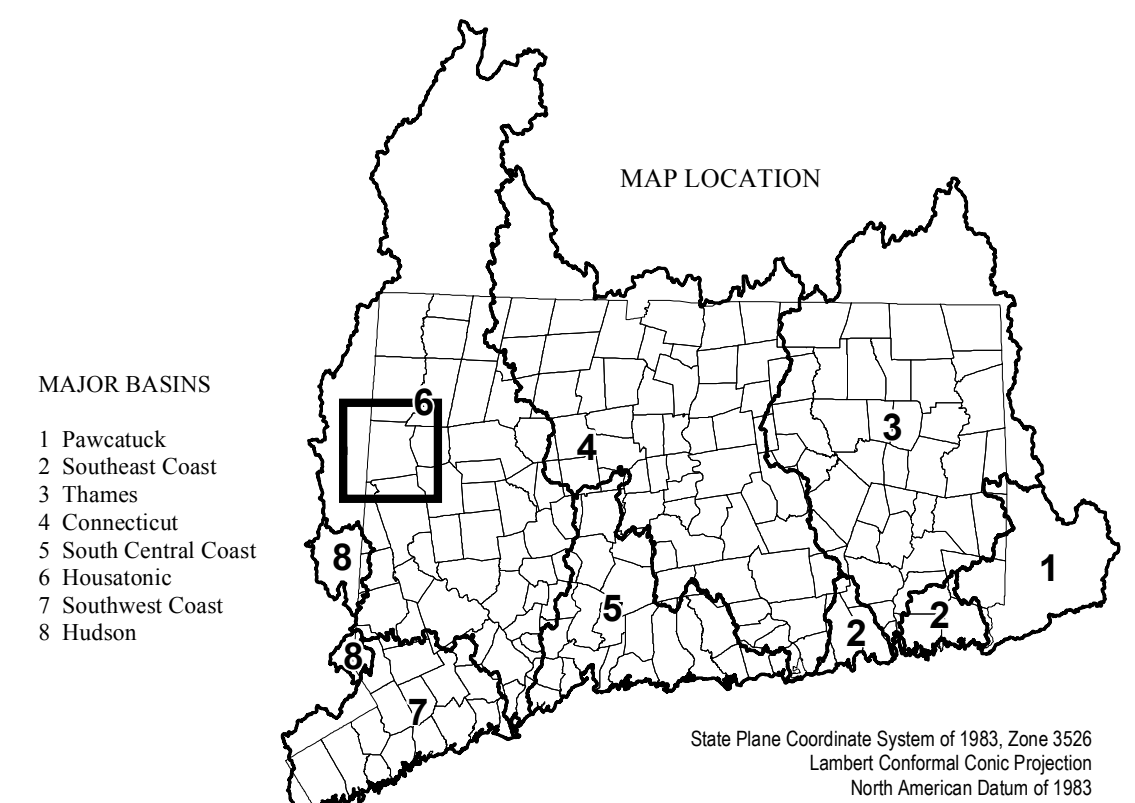 MAP LOCATION
MAJOR BASINS
1 Pawcatuck
2 Southeast Coast
3 Thames
4 Connecticut
5 South Central Coast
6 Housatonic
7 Southwest Coast
8 Hudson
6
4
3
8
1
5
2
2
8
7
State Plane Coordinate System of 1983, Zone 3526
Lambert Conformal Conic Projection
North American Datum of 1983